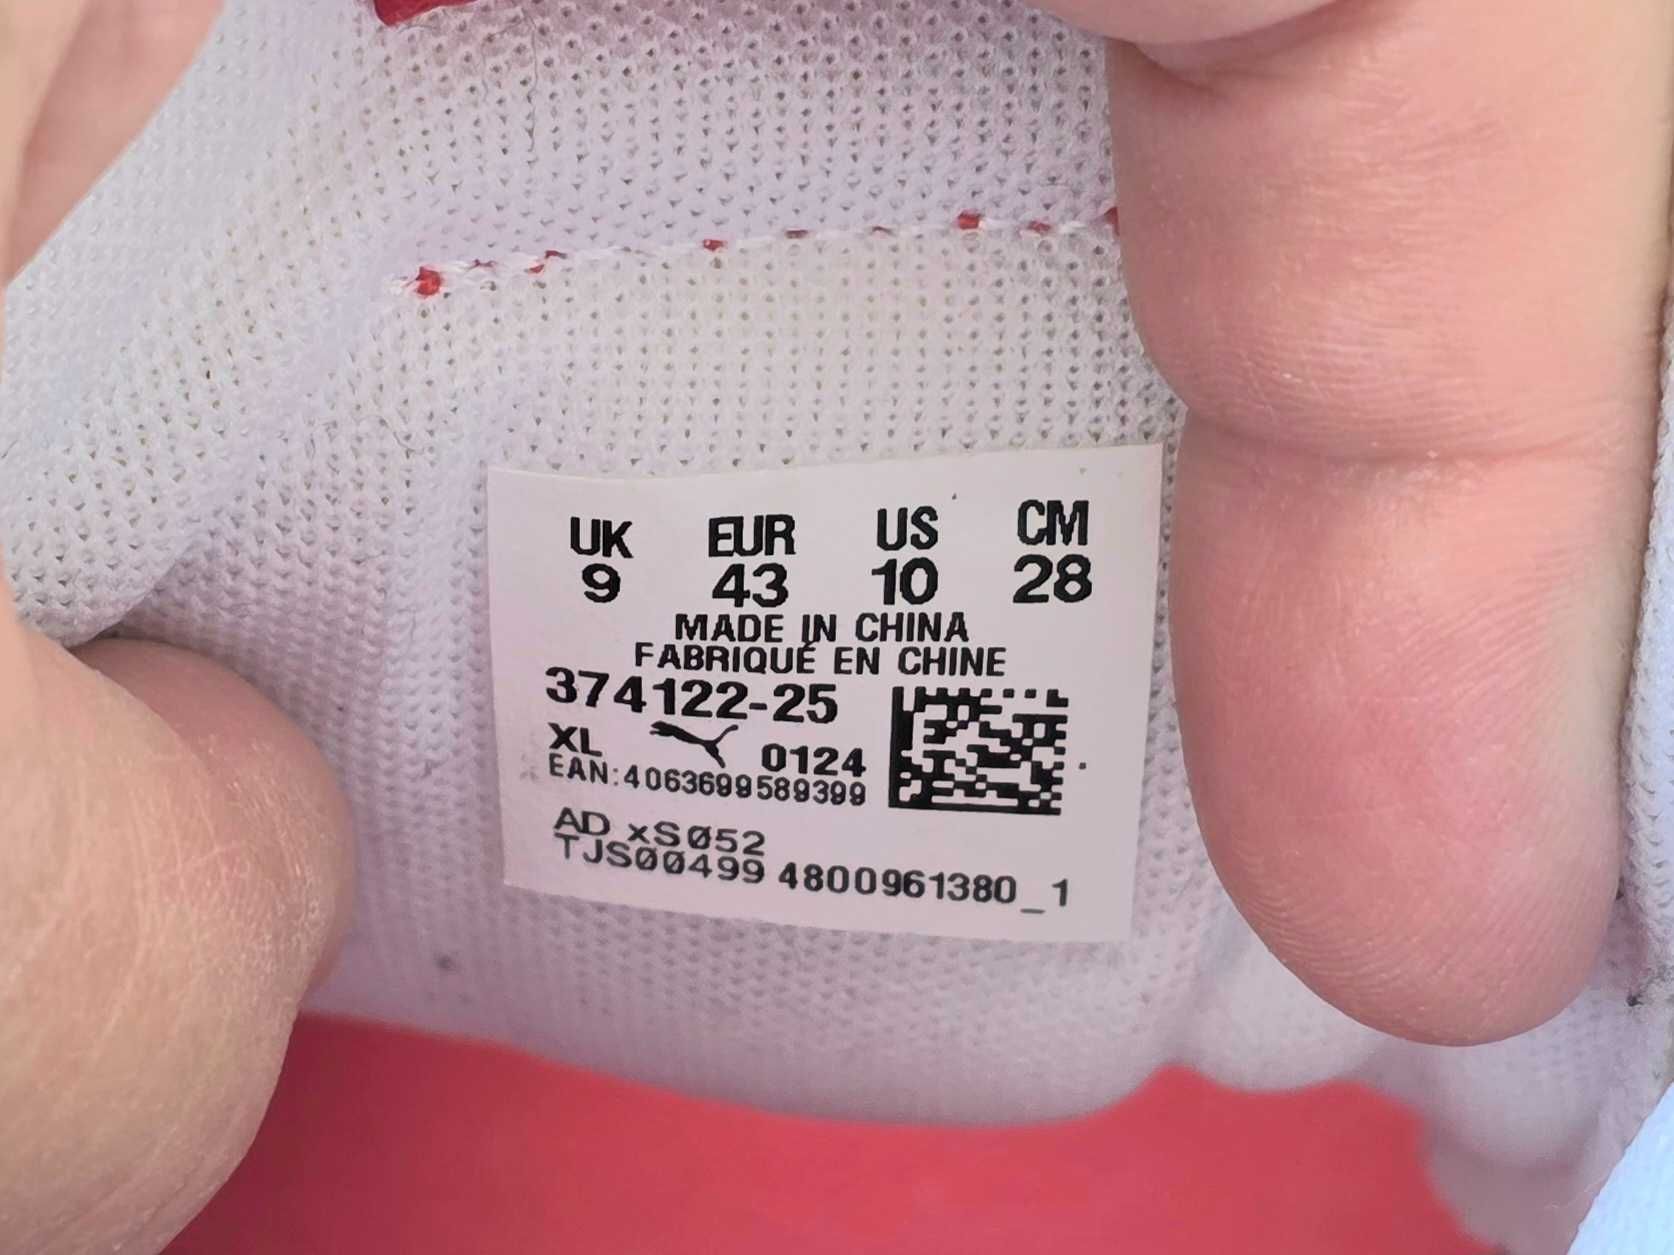 UK EUR US CM
9 43 10 28
MADE IN CHINA
FABRIQUÉ EN CHINE
374122-25
XL 0124
EAN:4063699589399
AD xSØ52
TJSØØ499 4800961380_1